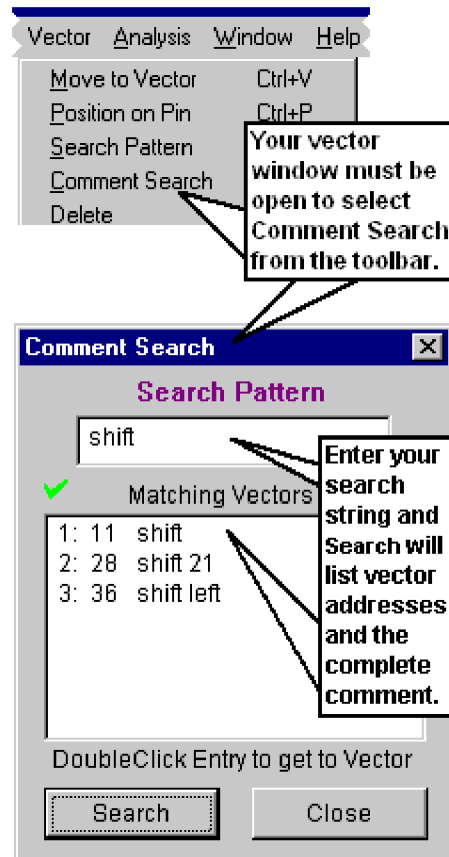 Vector Analysis Window Help
Move to Vector Ctrl+V
Position on Pin Ctrl+P
Search Pattern
Comment Search
Delete
Your vector
window must be
open to select
Comment Search
from the toolbar.
Comment Search
Search Pattern
shift
Enter your
search
string and
Search will
list vector
addresses
and the
complete
comment.
Matching Vectors
1: 11 shift
2: 28 shift 21
3: 36 shift left
DoubleClick Entry to get to Vector
Search Close